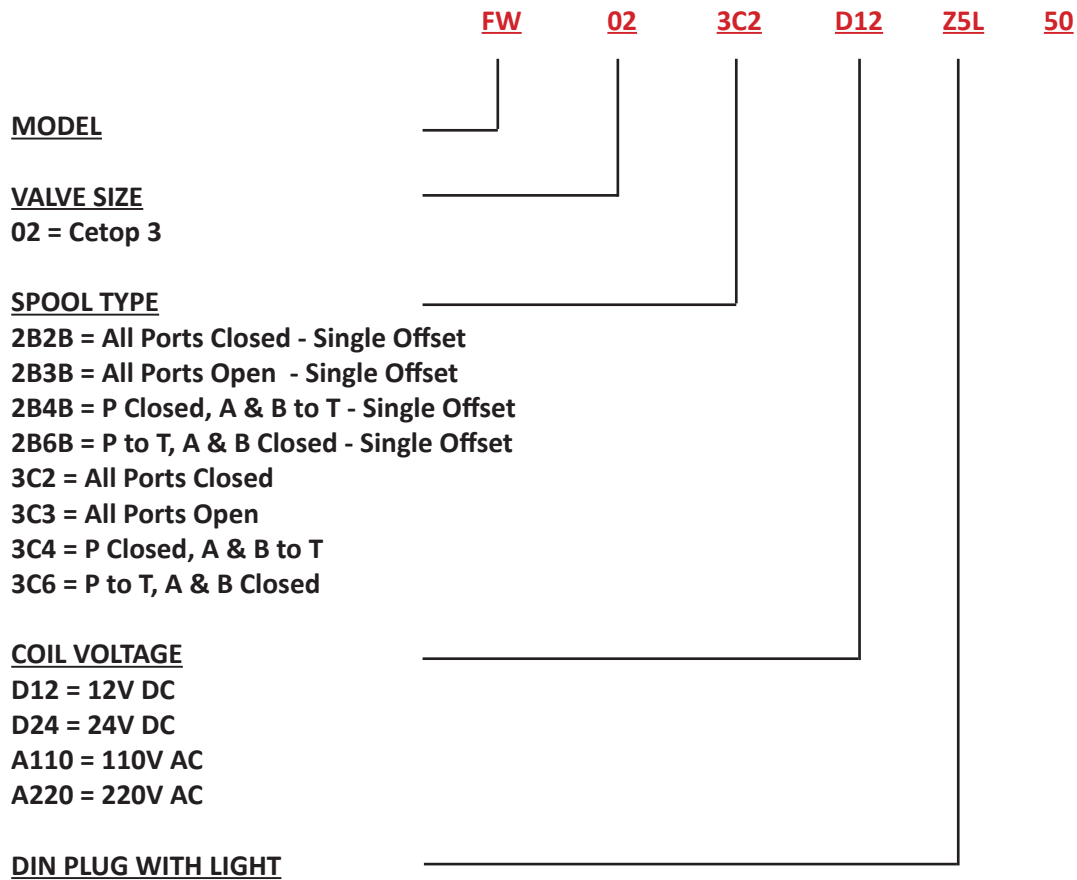 FW 02 3C2 D12 Z5L 50
MODEL
VALVE SIZE
02 = Cetop 3
SPOOL TYPE
2B2B = All Ports Closed - Single Offset
2B3B = All Ports Open - Single Offset
2B4B = P Closed, A & B to T - Single Offset
2B6B = P to T, A & B Closed - Single Offset
3C2 = All Ports Closed
3C3 = All Ports Open
3C4 = P Closed, A & B to T
3C6 = P to T, A & B Closed
COIL VOLTAGE
D12 = 12V DC
D24 = 24V DC
A110 = 110V AC
A220 = 220V AC
DIN PLUG WITH LIGHT